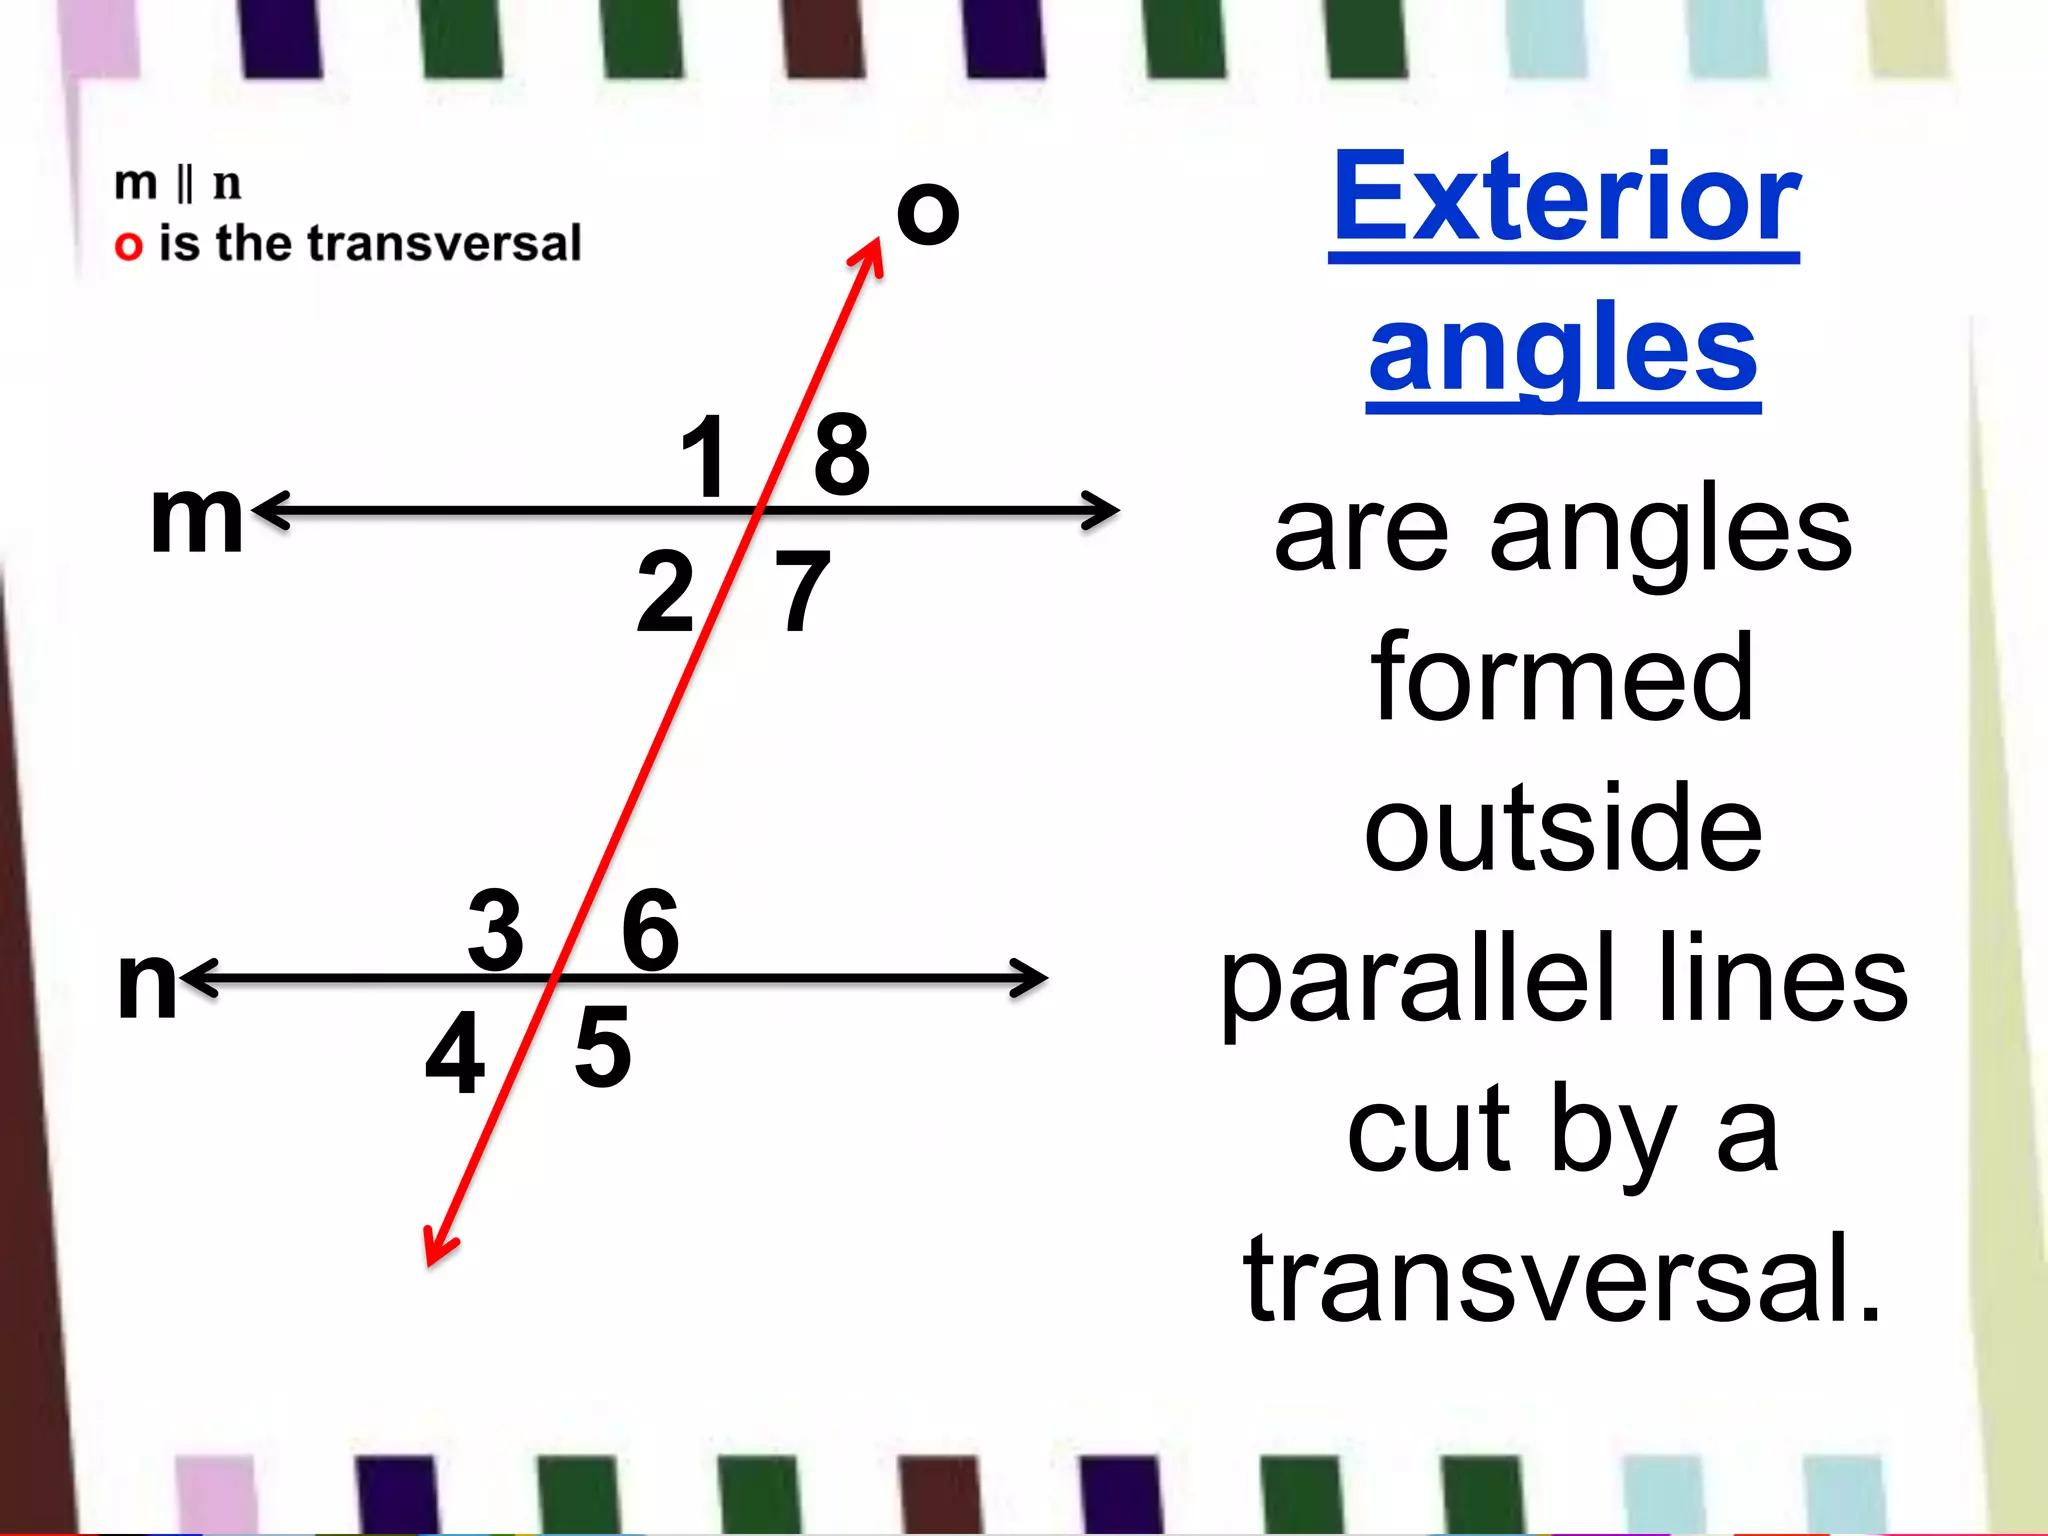 m ∥ n
o is the transversal
o
1 8
m
2 7
3 6
n
4 5
Exterior
angles
are angles
formed
outside
parallel lines
cut by a
transversal.